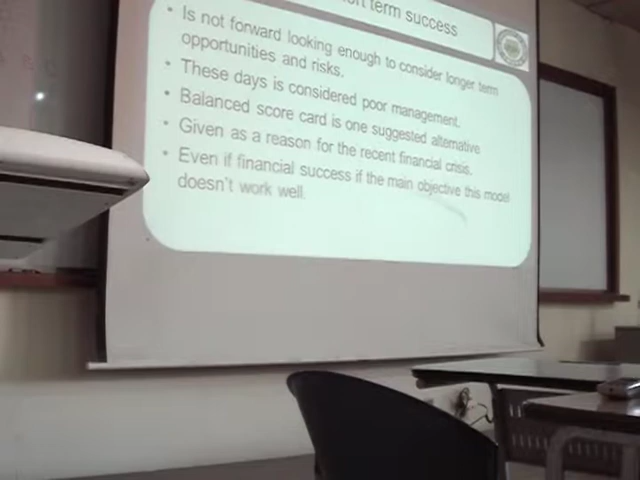 term success
• Is not forward looking enough to consider longer term
opportunities and risks.
• These days is considered poor management.
• Balanced score card is one suggested alternative
• Given as a reason for the recent financial crisis.
• Even if financial success if the main objective this model
doesn't work well.